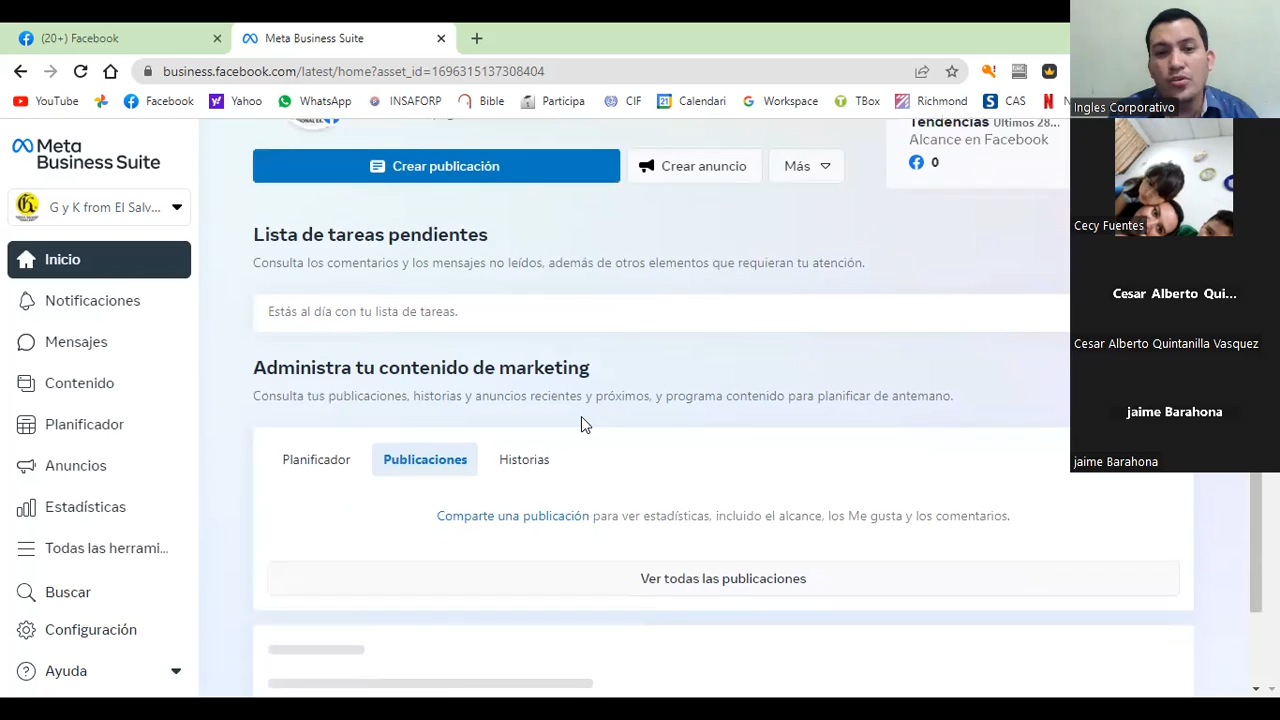 (20+) Facebook
Meta Business Suite
business.facebook.com/latest/home?asset_id=1696315137308404
YouTube
Facebook
Yahoo
WhatsApp
INSAFORP
Bible
Participa
CIF
Calendari
Workspace
TBox
Richmond
CAS
Meta
Business Suite
G y K from El Salv...
Inicio
Notificaciones
Mensajes
Contenido
Planificador
Anuncios
Estadísticas
Todas las herrami...
Buscar
Configuración
Ayuda
Crear publicación
Crear anuncio
Más
Tendencias Últimos 28...
Alcance en Facebook
0
Lista de tareas pendientes
Consulta los comentarios y los mensajes no leídos, además de otros elementos que requieran tu atención.
Estás al día con tu lista de tareas.
Administra tu contenido de marketing
Consulta tus publicaciones, historias y anuncios recientes y próximos, y programa contenido para planificar de antemano.
Planificador
Publicaciones
Historias
Comparte una publicación para ver estadísticas, incluido el alcance, los Me gusta y los comentarios.
Ver todas las publicaciones
Ingles Corporativo
Cecy Fuentes
Cesar Alberto Qui...
Cesar Alberto Quintanilla Vasquez
jaime Barahona
jaime Barahona